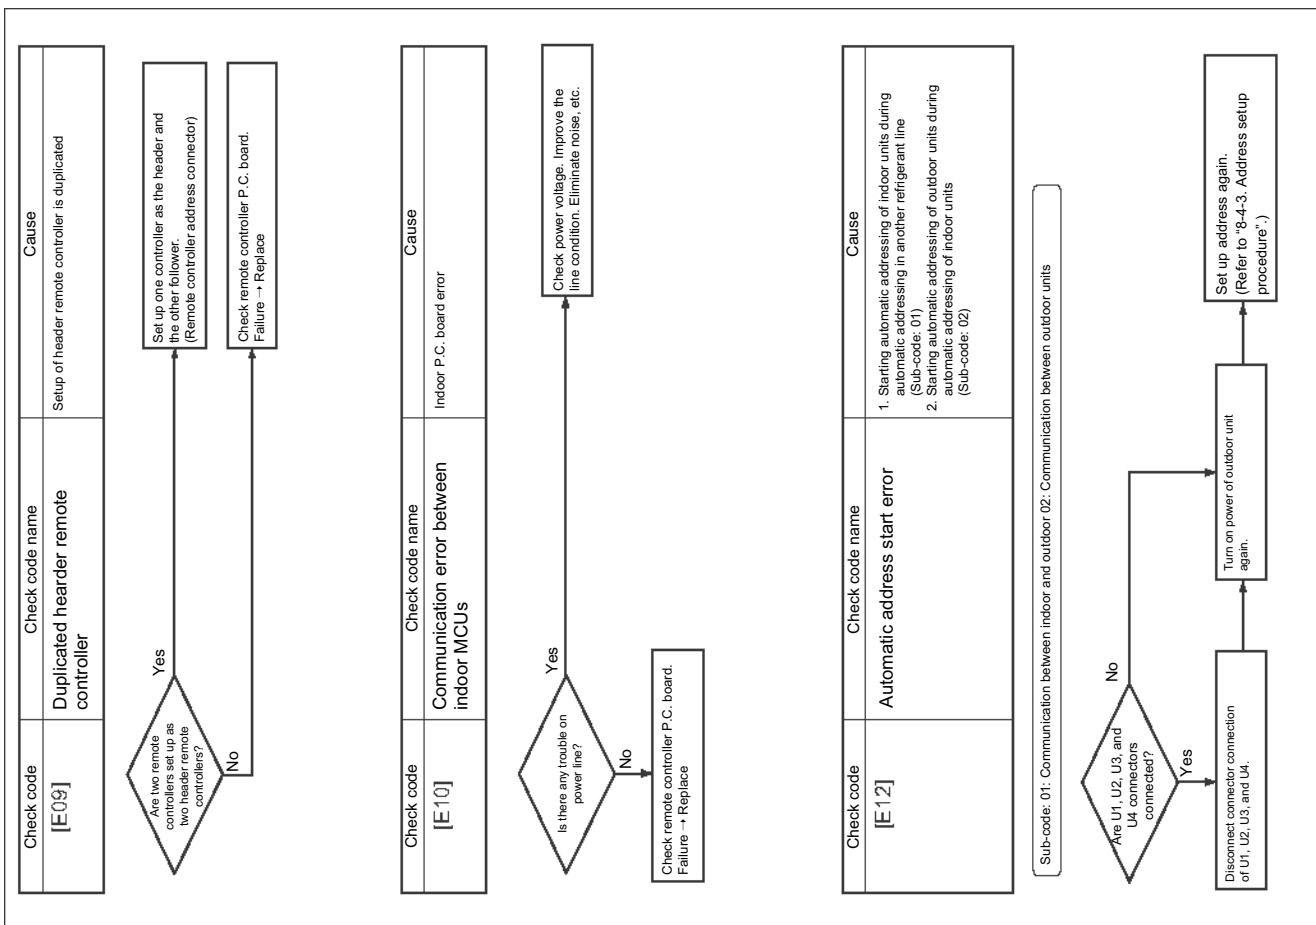 Check code
Check code name
Cause
[E09]
Duplicated hearder remote
controller
Setup of header remote controller is duplicated
Are two remote
controllers set up as
two header remote
controllers?
Yes
No
Set up one controller as the header and
the other follower.
(Remote controller address connector)
Check remote controller P.C. board.
Failure → Replace
Check code
Check code name
Cause
[E10]
Communication error between
indoor MCUs
Indoor P.C. board error
Is there any trouble on
power line?
Yes
No
Check power voltage. Improve the
line condition. Eliminate noise, etc.
Check remote controller P.C. board.
Failure → Replace
Check code
Check code name
Cause
[E12]
Automatic address start error
1. Starting automatic addressing of indoor units during
automatic addressing in another refrigerant line
(Sub-code: 01)
2. Starting automatic addressing of outdoor units during
automatic addressing of indoor units
(Sub-code: 02)
Sub-code: 01: Communication between indoor and outdoor 02: Communication between outdoor units
Are U1, U2, U3, and
U4 connectors
connected?
No
Yes
Disconnect connector connection
of U1, U2, U3, and U4.
Turn on power of outdoor unit
again.
Set up address again.
(Refer to “8-4-3. Address setup
procedure”.)